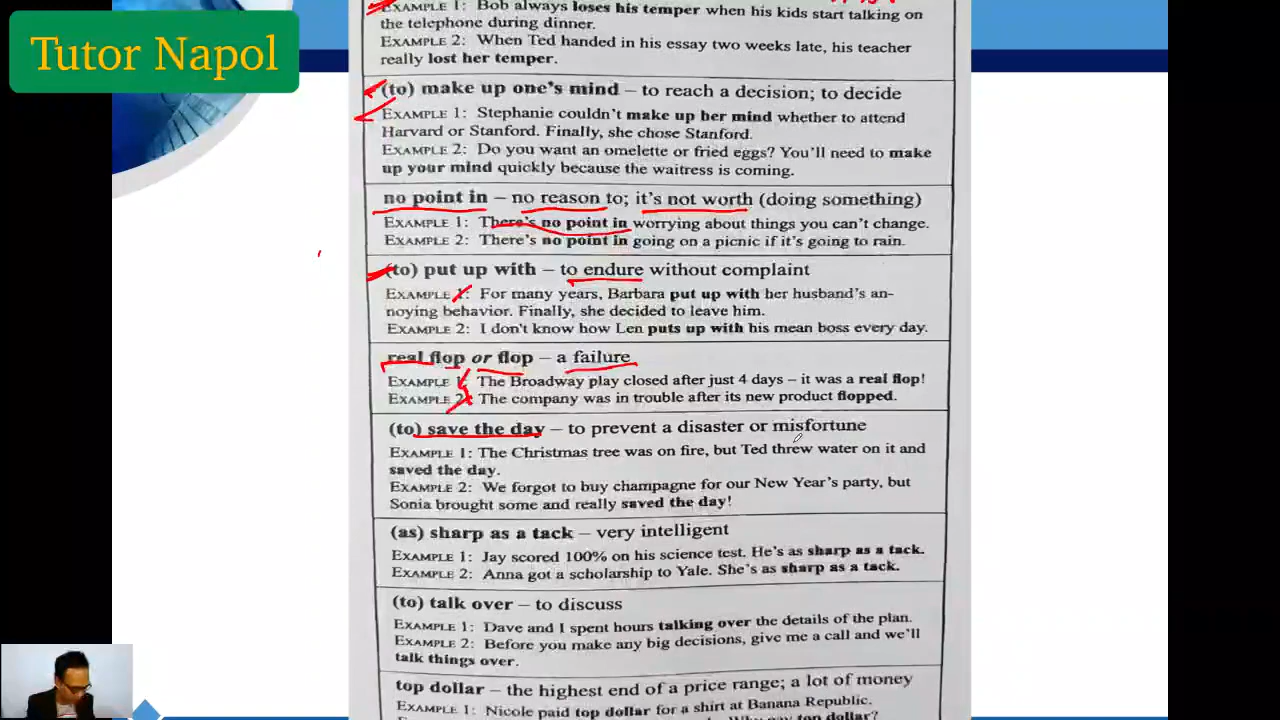 Tutor Napol
EXAMPLE 1: Bob always loses his temper when his kids start talking on
the telephone during dinner.
EXAMPLE 2: When Ted handed in his essay two weeks late, his teacher
really lost her temper.
(to) make up one's mind – to reach a decision; to decide
EXAMPLE 1: Stephanie couldn't make up her mind whether to attend
Harvard or Stanford. Finally, she chose Stanford.
EXAMPLE 2: Do you want an omelette or fried eggs? You'll need to make
up your mind quickly because the waitress is coming.
no point in – no reason to; it's not worth (doing something)
EXAMPLE 1: There's no point in worrying about things you can't change.
EXAMPLE 2: There's no point in going on a picnic if it's going to rain.
(to) put up with – to endure without complaint
EXAMPLE 1: For many years, Barbara put up with her husband's an-
noying behavior. Finally, she decided to leave him.
EXAMPLE 2: I don't know how Len puts up with his mean boss every day.
real flop or flop – a failure
EXAMPLE 1: The Broadway play closed after just 4 days – it was a real flop!
EXAMPLE 2: The company was in trouble after its new product flopped.
(to) save the day – to prevent a disaster or misfortune
EXAMPLE 1: The Christmas tree was on fire, but Ted threw water on it and
saved the day.
EXAMPLE 2: We forgot to buy champagne for our New Year's party, but
Sonia brought some and really saved the day!
(as) sharp as a tack – very intelligent
EXAMPLE 1: Jay scored 100% on his science test. He's as sharp as a tack.
EXAMPLE 2: Anna got a scholarship to Yale. She's as sharp as a tack.
(to) talk over – to discuss
EXAMPLE 1: Dave and I spent hours talking over the details of the plan.
EXAMPLE 2: Before you make any big decisions, give me a call and we'll
talk things over.
top dollar – the highest end of a price range; a lot of money
EXAMPLE 1: Nicole paid top dollar for a shirt at Banana Republic.
pay top dollar?